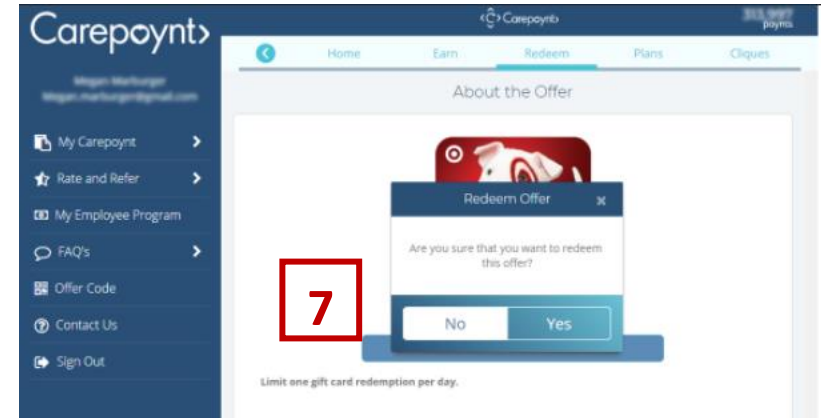 Carepoynt>
<C> Carepoynt>
poynts
Home Earn Redeem Plans Cliques
About the Offer
My Carepoynt
Rate and Refer
My Employee Program
FAQ's
Offer Code
Contact Us
Sign Out
Redeem Offer x
Are you sure that you want to redeem
this offer?
7
No Yes
Limit one gift card redemption per day.